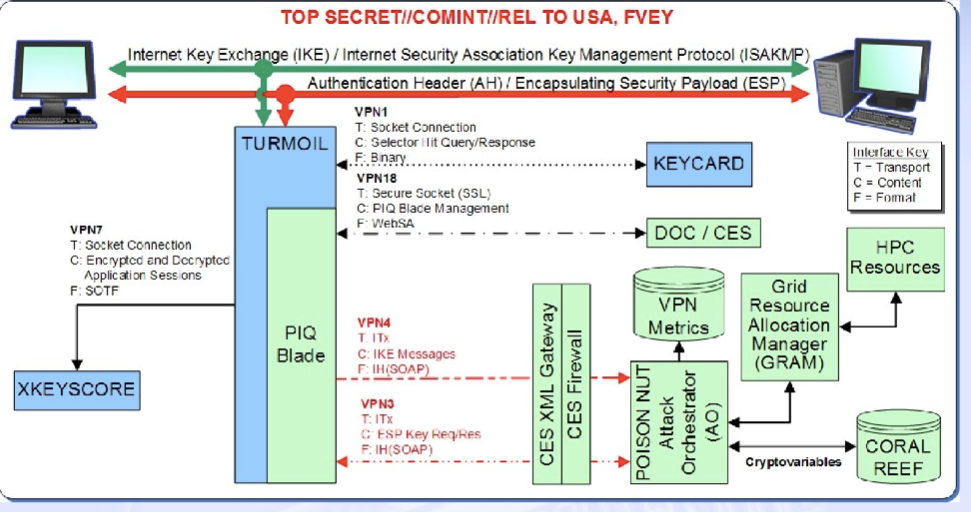 TOP SECRET//COMINT//REL TO USA, FVEY
Internet Key Exchange (IKE) / Internet Security Association Key Management Protocol (ISAKMP)
Authentication Header (AH) / Encapsulating Security Payload (ESP)
TURMOIL
VPN1
T: Socket Connection
C: Selector Hit Query/Response
F: Binary
KEYCARD
Interface Key
T = Transport
C = Content
F = Format
VPN18
T: Secure Socket (SSL)
C: PIQ Blade Management
F: WebSA
DOC / CES
VPN7
T: Socket Connection
C: Encrypted and Decrypted
Application Sessions
F: SOTF
XKEYSCORE
PIQ
Blade
VPN4
T: ITx
C: IKE Messages
F: IH(SOAP)
VPN3
T: ITx
C: ESP Key Req/Res
F: IH(SOAP)
CES XML Gateway
CES Firewall
VPN
Metrics
POISON NUT
Attack
Orchestrator
(AO)
Grid
Resource
Allocation
Manager
(GRAM)
HPC
Resources
Cryptovariables
CORAL
REEF